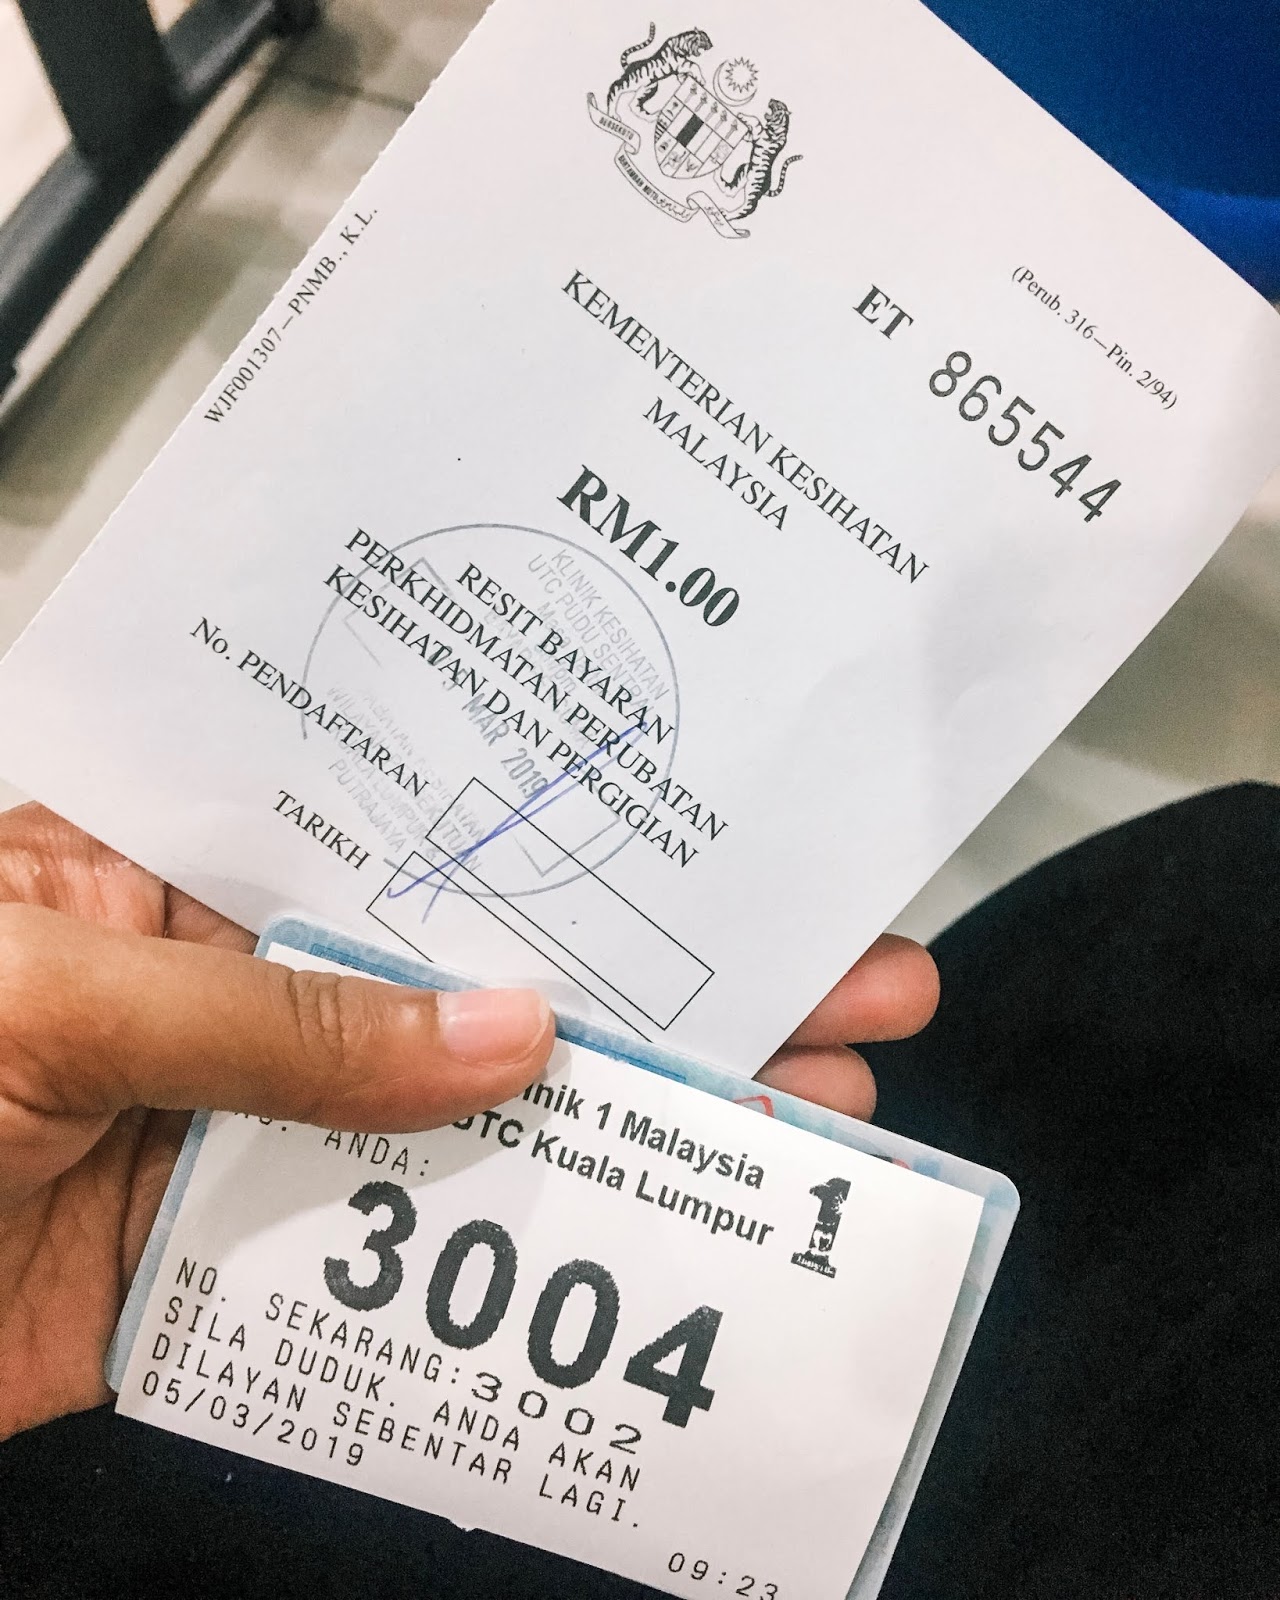 (Perub. 316—Pin. 2/94)
ET 865544
KEMENTERIAN KESIHATAN
MALAYSIA
RM1.00
RESIT BAYARAN
PERKHIDMATAN PERUBATAN
KESIHATAN DAN PERGIGIAN
No. PENDAFTARAN
TARIKH
WJF001307—PNMB., K.L.
KLINIK KESIHATAN
UTC PUDU SENTRAL
MAR 2019
PUTRAJAYA
1 Malaysia
UTC Kuala Lumpur
1
ANDA:
3004
NO. SEKARANG:3002
SILA DUDUK. ANDA AKAN
DILAYAN SEBENTAR LAGI.
05/03/2019
09:23